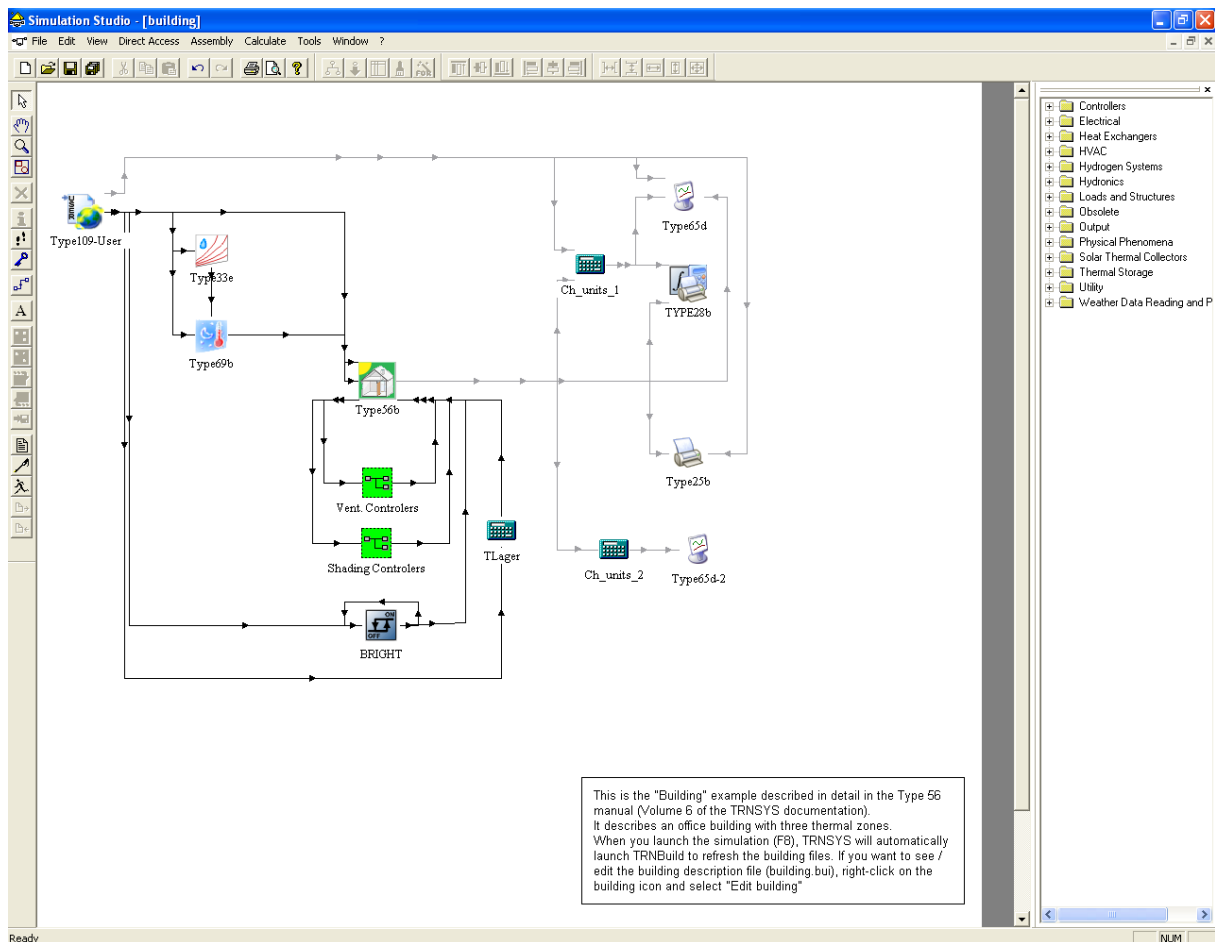 Simulation Studio - [building]
File Edit View Direct Access Assembly Calculate Tools Window ?
Controllers
Electrical
Heat Exchangers
HVAC
Hydrogen Systems
Hydronics
Loads and Structures
Obsolete
Output
Physical Phenomena
Solar Thermal Collectors
Thermal Storage
Utility
Weather Data Reading and P
Type109-User
Type33e
Type69b
Type56b
Vent. Controlers
Shading Controlers
TLager
ON
OFF
BRIGHT
Type65d
Ch_units_1
TYPE28b
Type25b
Ch_units_2
Type65d-2
This is the "Building" example described in detail in the Type 56
manual (Volume 6 of the TRNSYS documentation).
It describes an office building with three thermal zones.
When you launch the simulation (F8), TRNSYS will automatically
launch TRNBuild to refresh the building files. If you want to see /
edit the building description file (building.bui), right-click on the
building icon and select "Edit building"
Ready
NUM